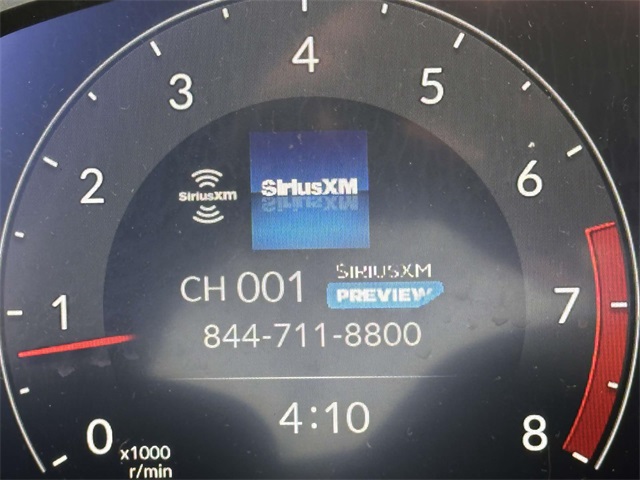 4
3
5
2
6
SiriusXM
SiriusXM
CH 001
SIRIUSXM
PREVIEW
1
7
844-711-8800
4:10
0
8
x1000
r/min